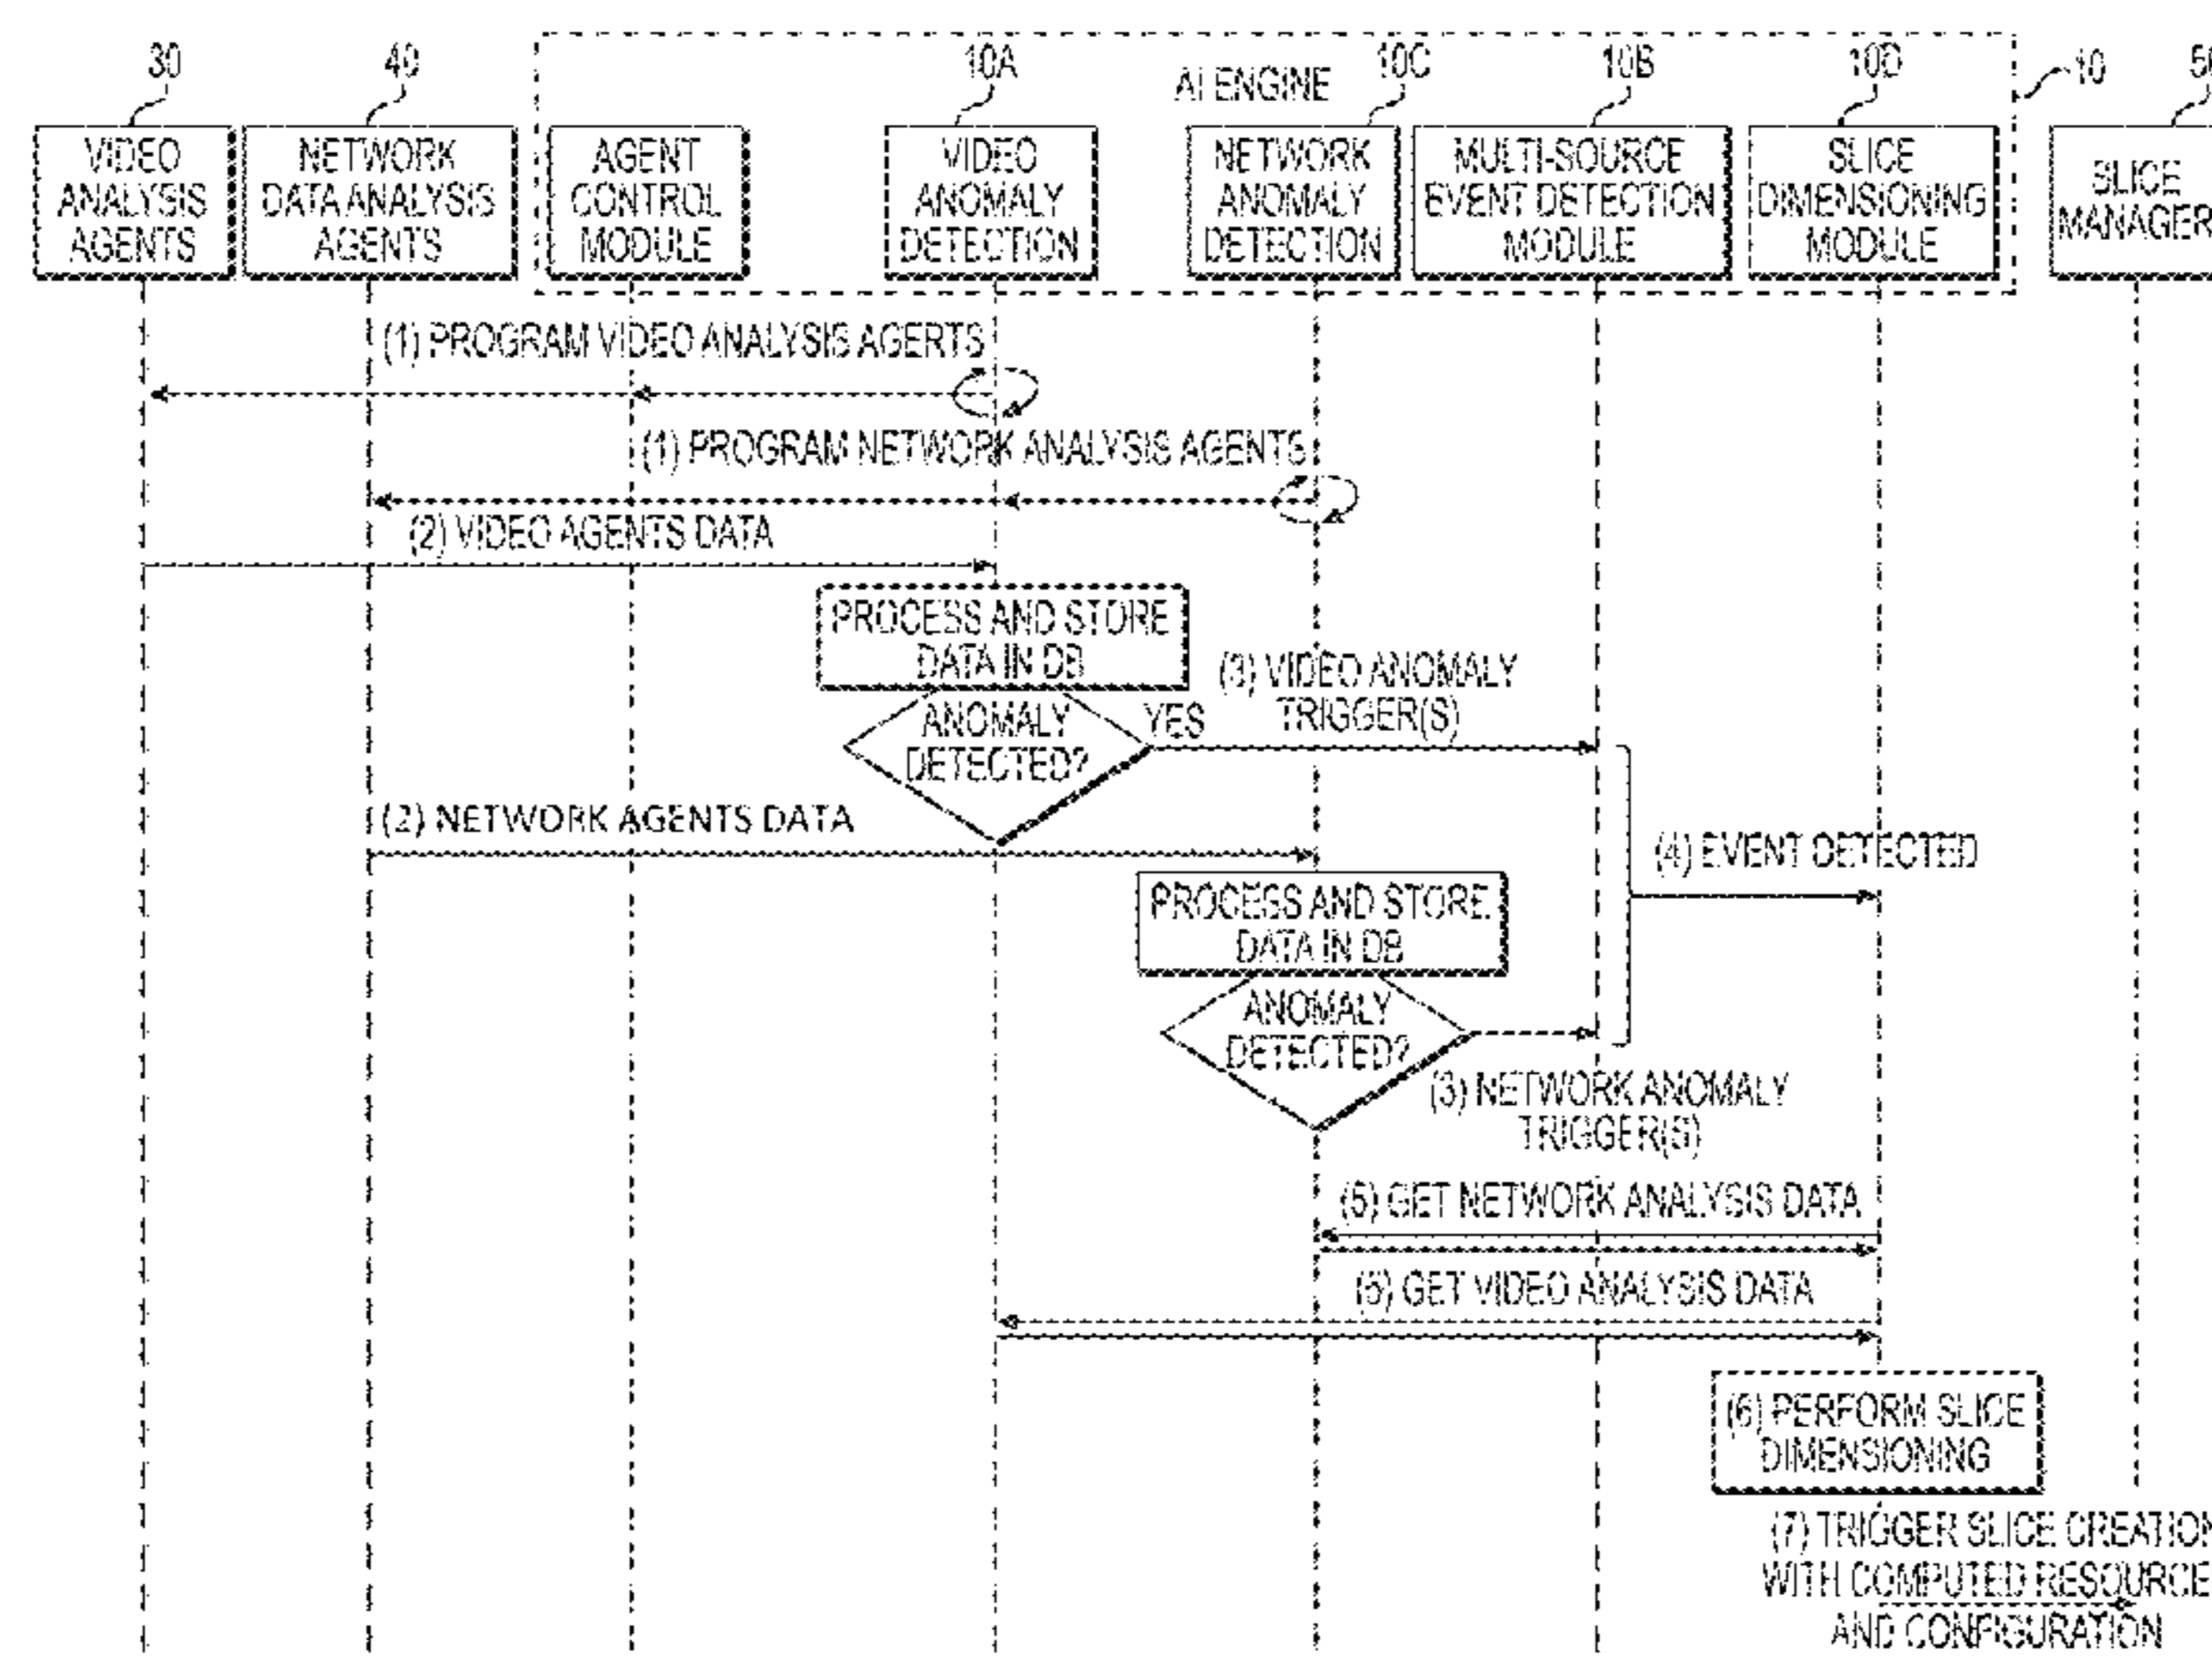 30
40
10A
AI ENGINE
10C
10B
10D
10
VIDEO
ANALYSIS
AGENTS
NETWORK
DATA ANALYSIS
AGENTS
AGENT
CONTROL
MODULE
VIDEO
ANOMALY
DETECTION
NETWORK
ANOMALY
DETECTION
MULTI-SOURCE
EVENT DETECTION
MODULE
SLICE
DIMENSIONING
MODULE
SLICE
MANAGER
(1) PROGRAM VIDEO ANALYSIS AGERTS
(1) PROGRAM NETWORK ANALYSIS AGENTS
(2) VIDEO AGENTS DATA
PROCESS AND STORE
DATA IN DB
ANOMALY
DETECTED?
YES
(3) VIDEO ANOMALY
TRIGGER(S)
(2) NETWORK AGENTS DATA
(4) EVENT DETECTED
PROCESS AND STORE
DATA IN DB
ANOMALY
DETECTED?
(3) NETWORK ANOMALY
TRIGGER(S)
(5) GET NETWORK ANALYSIS DATA
(5) GET VIDEO ANALYSIS DATA
(6) PERFORM SLICE
DIMENSIONING
(7) TRIGGER SLICE CREATION
WITH COMPUTED RESOURCE
AND CONFIGURATION